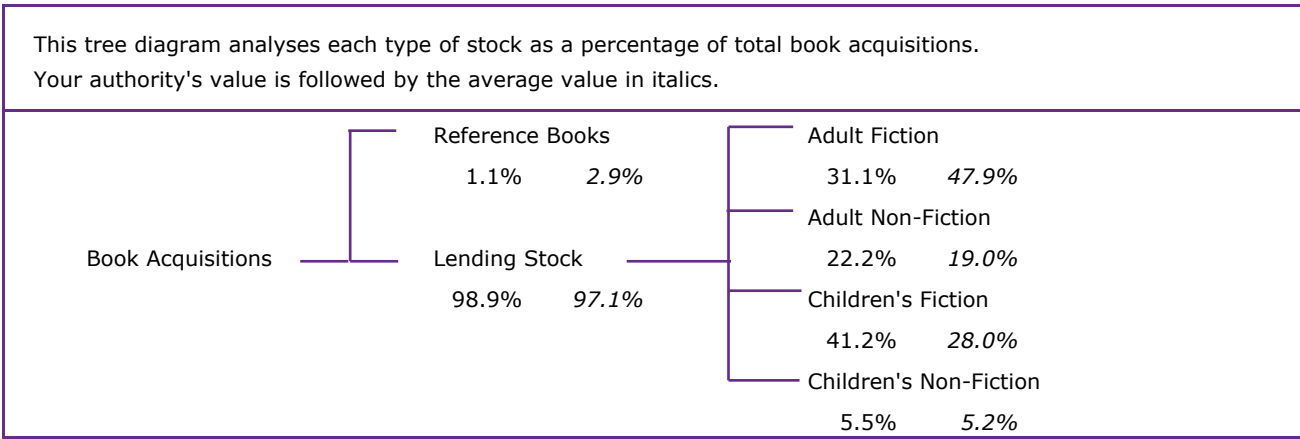 This tree diagram analyses each type of stock as a percentage of total book acquisitions.
Your authority's value is followed by the average value in italics.
Reference Books
1.1% 2.9%
Book Acquisitions
Lending Stock
98.9% 97.1%
Adult Fiction
31.1% 47.9%
Adult Non-Fiction
22.2% 19.0%
Children's Fiction
41.2% 28.0%
Children's Non-Fiction
5.5% 5.2%